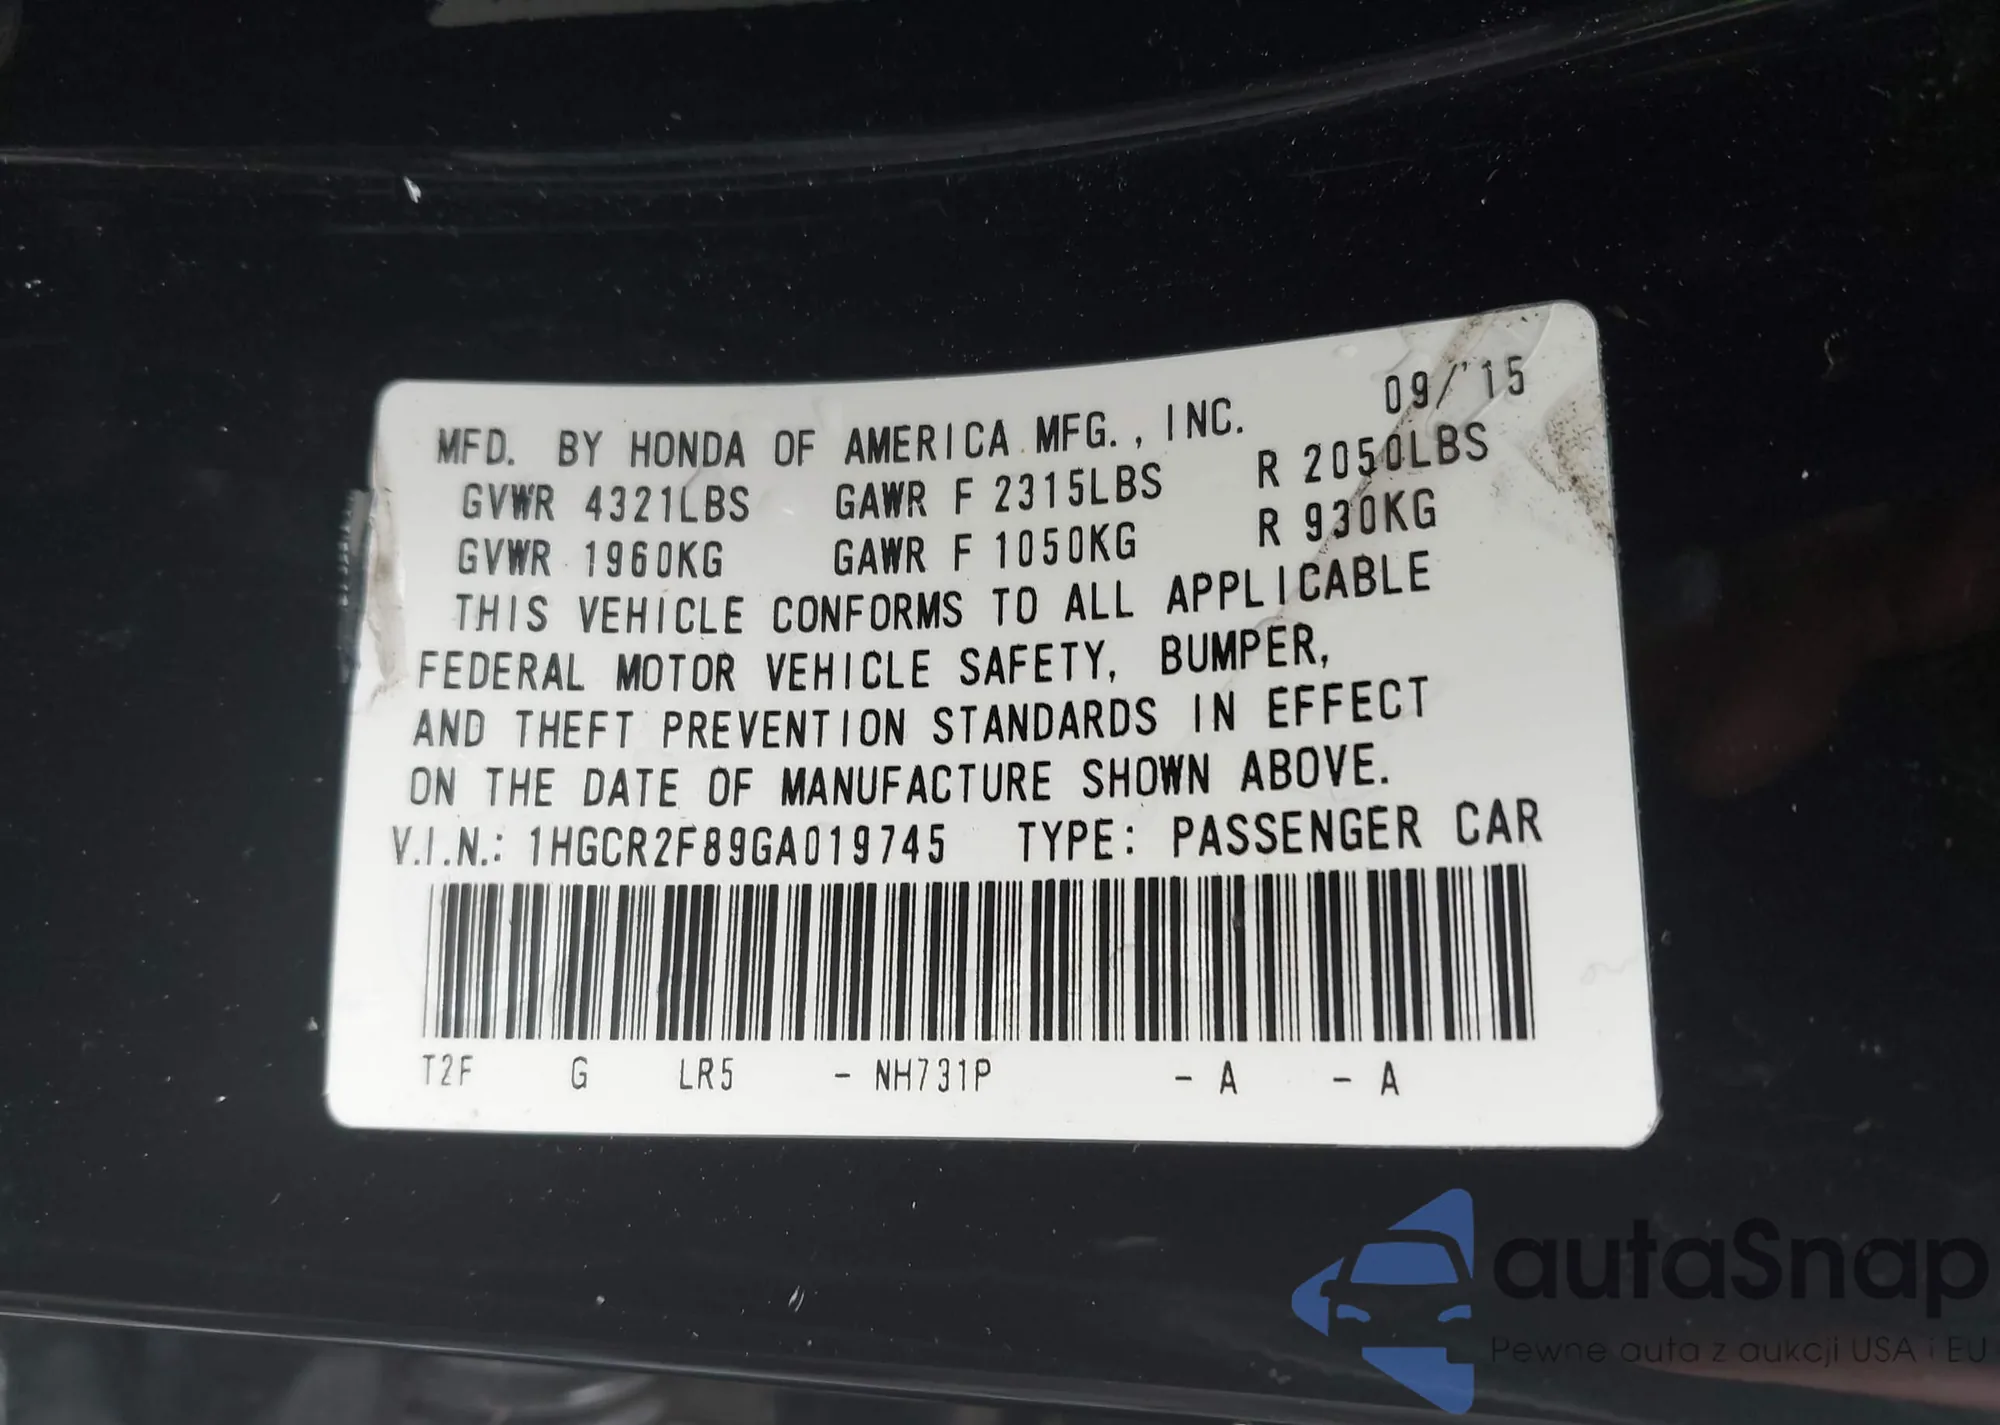 09/'15
MFD. BY HONDA OF AMERICA MFG., INC.
GVWR 4321LBS GAWR F 2315LBS R 2050LBS
GVWR 1960KG GAWR F 1050KG R 930KG
THIS VEHICLE CONFORMS TO ALL APPLICABLE
FEDERAL MOTOR VEHICLE SAFETY, BUMPER,
AND THEFT PREVENTION STANDARDS IN EFFECT
ON THE DATE OF MANUFACTURE SHOWN ABOVE.
V.I.N.: 1HGCR2F89GA019745 TYPE: PASSENGER CAR
T2F G LR5 - NH731P - A - A
autaSnap
Pewne auta z aukcji USA i EU